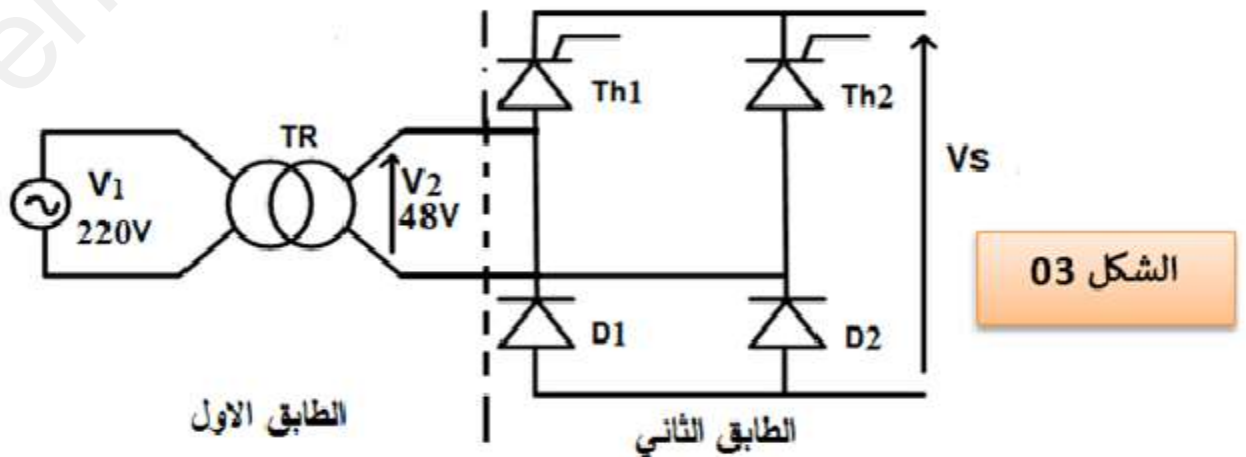 Th1
Th2
TR
V1
220V
V2
48V
Vs
الشكل 03
D1
D2
الطابق الاول
الطابق الثاني